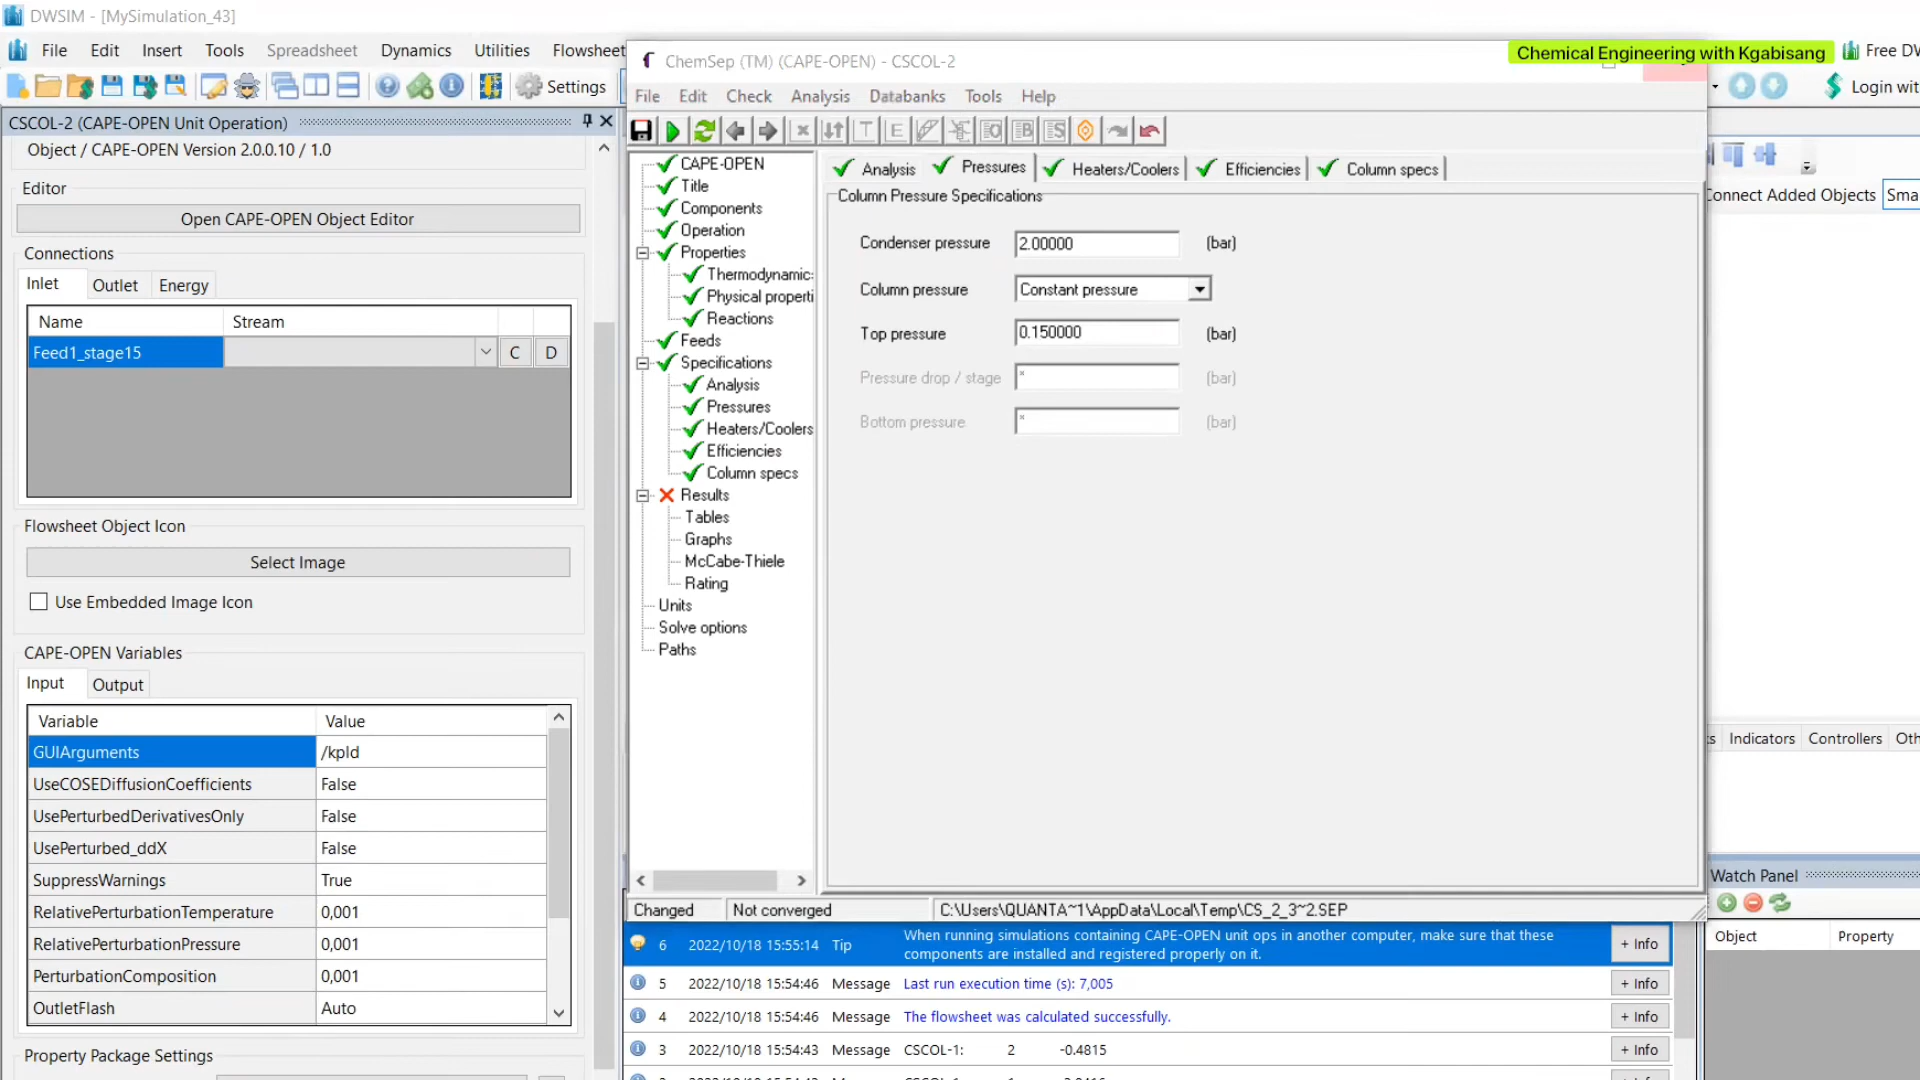 DWSIM - [MySimulation_43]
File Edit Insert Tools Spreadsheet Dynamics Utilities Flowsheet
Settings
CSCOL-2 (CAPE-OPEN Unit Operation)
Object / CAPE-OPEN Version 2.0.0.10 / 1.0
Editor
Open CAPE-OPEN Object Editor
Connections
Inlet Outlet Energy
Name Stream
Feed1_stage15 C D
Flowsheet Object Icon
Select Image
Use Embedded Image Icon
CAPE-OPEN Variables
Input Output
Variable Value
GUIArguments /kpld
UseCOSEDiffusionCoefficients False
UsePerturbedDerivativesOnly False
UsePerturbed_ddX False
SuppressWarnings True
RelativePerturbationTemperature 0,001
RelativePerturbationPressure 0,001
PerturbationComposition 0,001
OutletFlash Auto
Property Package Settings
ChemSep (TM) (CAPE-OPEN) - CSCOL-2
File Edit Check Analysis Databanks Tools Help
CAPE-OPEN
Title
Components
Operation
Properties
Thermodynamic
Physical properti
Reactions
Feeds
Specifications
Analysis
Pressures
Heaters/Coolers
Efficiencies
Column specs
Results
Tables
Graphs
McCabe-Thiele
Rating
Units
Solve options
Paths
Analysis Pressures Heaters/Coolers Efficiencies Column specs
Column Pressure Specifications
Condenser pressure 2.00000 (bar)
Column pressure Constant pressure
Top pressure 0.150000 (bar)
Pressure drop / stage * (bar)
Bottom pressure * (bar)
Changed Not converged C:\Users\QUANTA~1\AppData\Local\Temp\CS_2_3~2.SEP
6 2022/10/18 15:55:14 Tip When running simulations containing CAPE-OPEN unit ops in another computer, make sure that these components are installed and registered properly on it. + Info
5 2022/10/18 15:54:46 Message Last run execution time (s): 7,005 + Info
4 2022/10/18 15:54:46 Message The flowsheet was calculated successfully. + Info
3 2022/10/18 15:54:43 Message CSCOL-1: 2 -0.4815 + Info
Chemical Engineering with Kgabisang
Free DW
Login wit
Connect Added Objects Sma
Indicators Controllers Oth
Watch Panel
Object Property